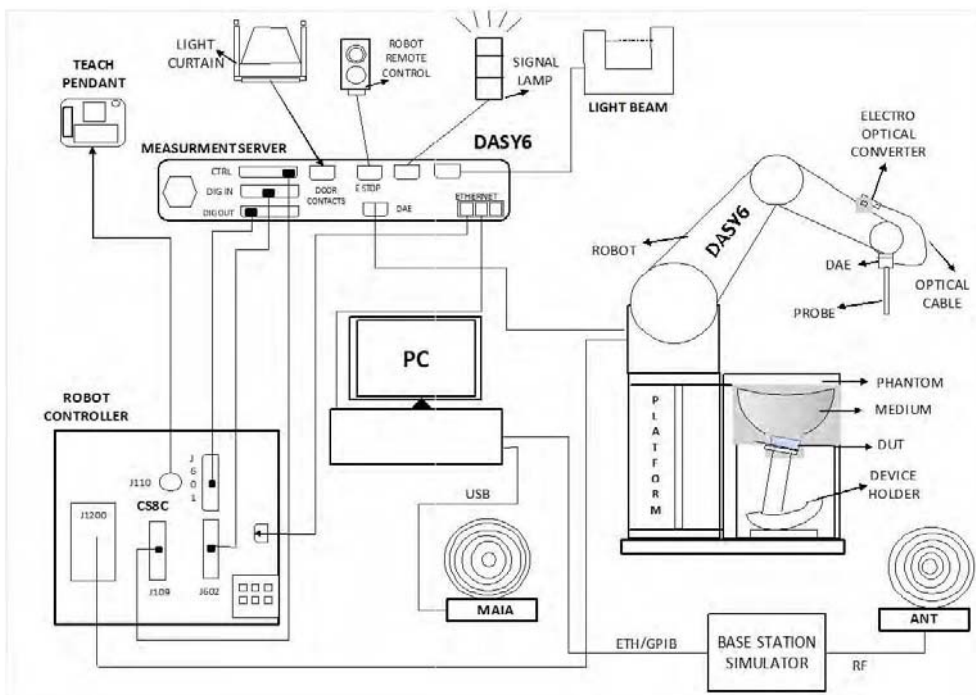 LIGHT
CURTAIN
ROBOT
REMOTE
CONTROL
SIGNAL
LAMP
LIGHT BEAM
TEACH
PENDANT
MEASURMENT SERVER
DASY6
CTRL
DIG IN
DIG OUT
DOOR
CONTACTS
E STOP
DAE
ETHERNET
ELECTRO
OPTICAL
CONVERTER
ROBOT
DASY6
DAE
OPTICAL
CABLE
PROBE
PC
PHANTOM
MEDIUM
DUT
DEVICE
HOLDER
PLATFORM
ROBOT
CONTROLLER
J110
J601
CS8C
J1200
J109
J602
USB
MAIA
ETH/GPIB
BASE STATION
SIMULATOR
RF
ANT